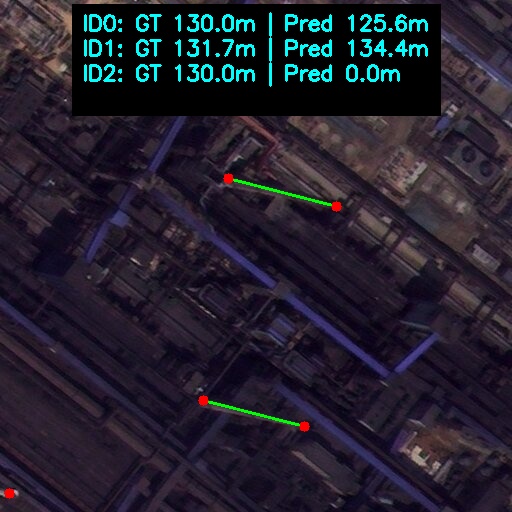 ID0: GT 130.0m | Pred 125.6m
ID1: GT 131.7m | Pred 134.4m
ID2: GT 130.0m | Pred 0.0m